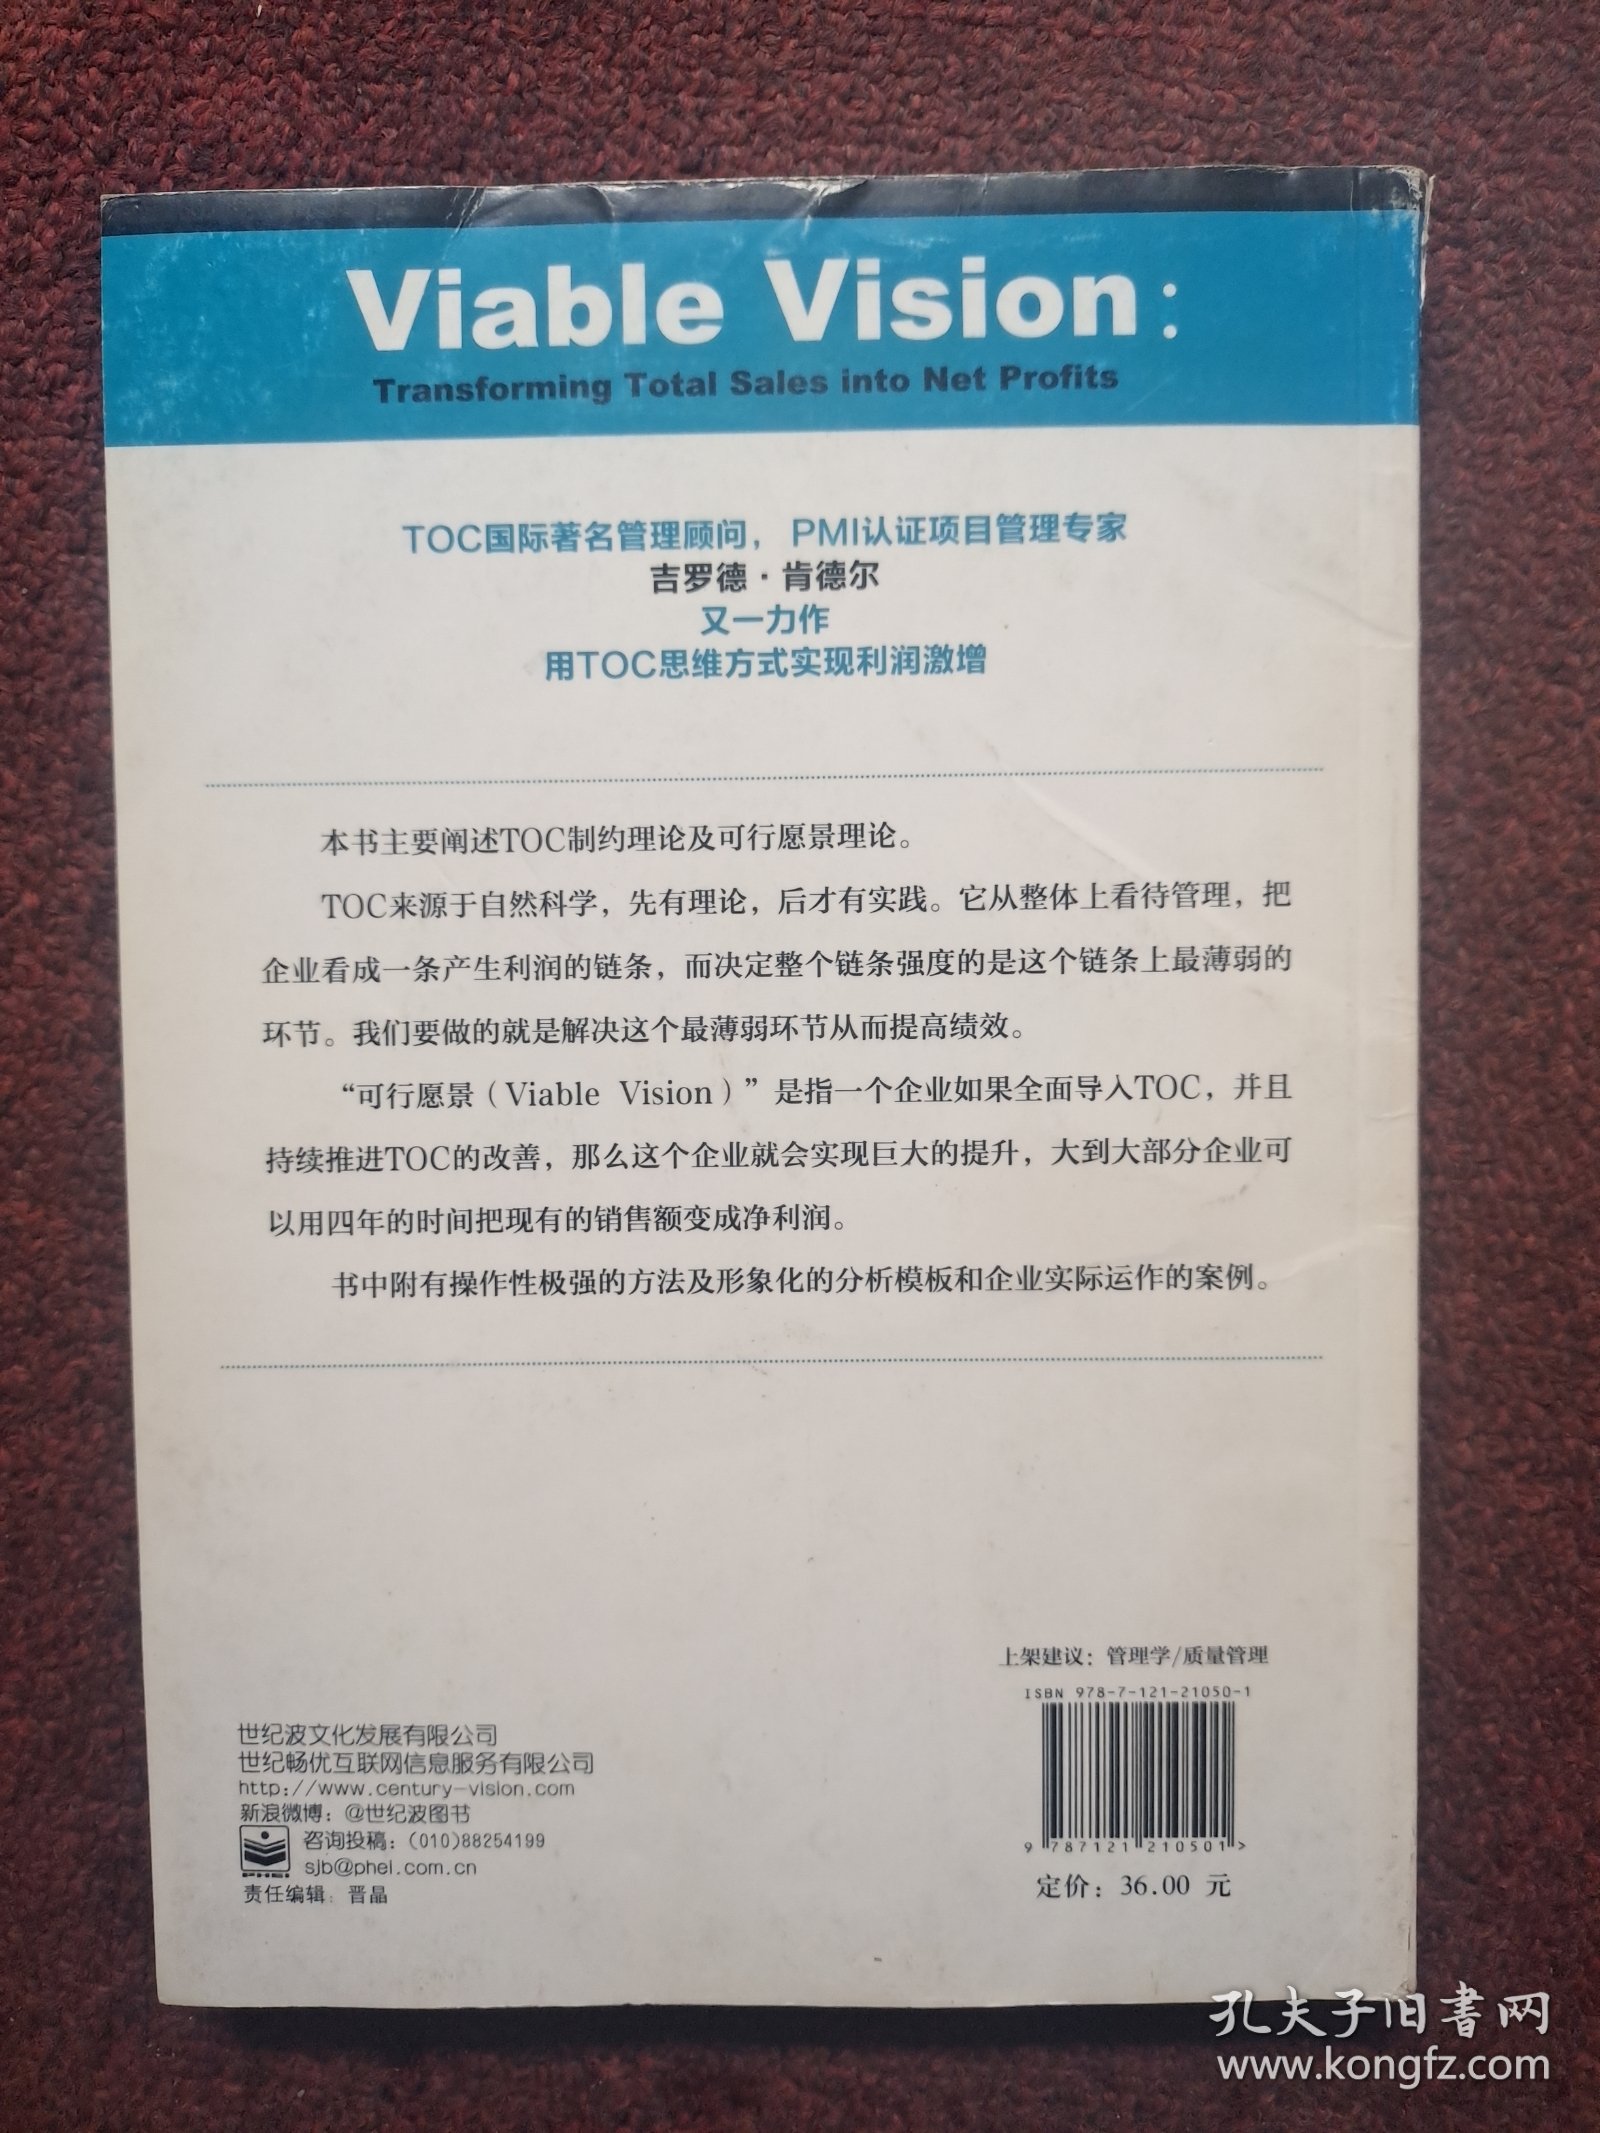 Viable Vision:
Transforming Total Sales into Net Profits
TOC国际著名管理顾问，PMI认证项目管理专家
吉罗德·肯德尔
又一力作
用TOC思维方式实现利润激增
本书主要阐述TOC制约理论及可行愿景理论。
TOC来源于自然科学，先有理论，后才有实践。它从整体上看待管理，把
企业看成一条产生利润的链条，而决定整个链条强度的是这个链条上最薄弱的
环节。我们要做的就是解决这个最薄弱环节从而提高绩效。
“可行愿景（Viable Vision）”是指一个企业如果全面导入TOC，并且
持续推进TOC的改善，那么这个企业就会实现巨大的提升，大到大部分企业可
以用四年的时间把现有的销售额变成净利润。
书中附有操作性极强的方法及形象化的分析模板和企业实际运作的案例。
上架建议：管理学/质量管理
ISBN 978-7-121-21050-1
9 787121 210501 >
定价：36.00 元
世纪波文化发展有限公司
世纪畅优互联网信息服务有限公司
http://www.century-vision.com
新浪微博：@世纪波图书
咨询投稿：(010)88254199
sjb@phei.com.cn
PHEI
责任编辑：晋晶
孔夫子旧书网
www.kongfz.com